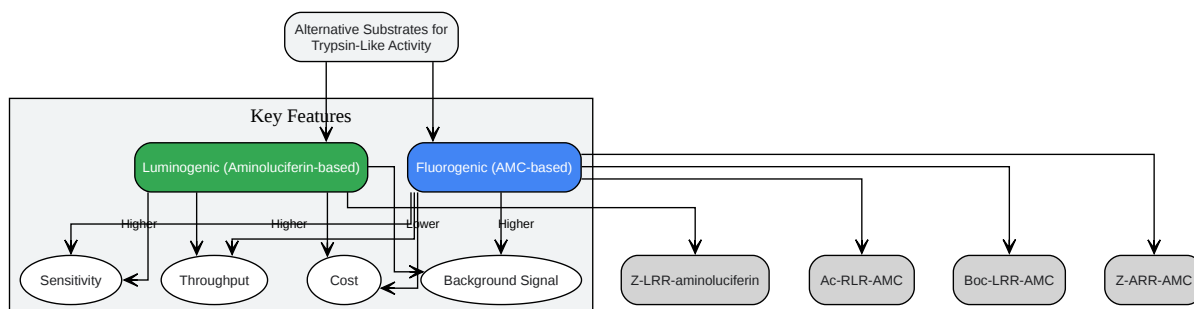 Alternative Substrates for
Trypsin-Like Activity
Key Features
Luminogenic (Aminoluciferin-based)
Fluorogenic (AMC-based)
Higher
Higher
Lower
Higher
Sensitivity
Throughput
Cost
Background Signal
Z-LRR-aminoluciferin
Ac-RLR-AMC
Boc-LRR-AMC
Z-ARR-AMC